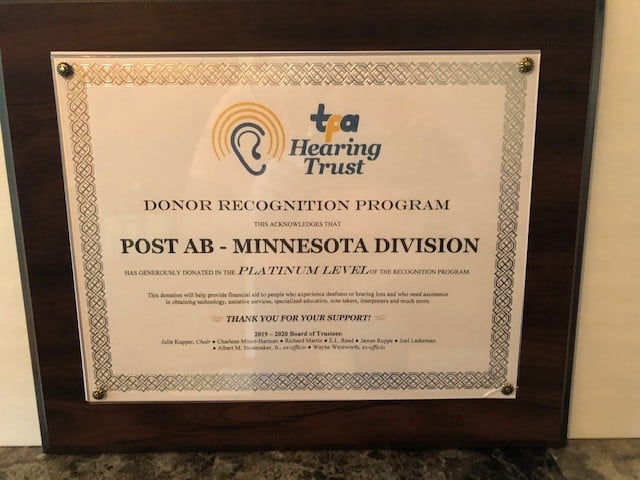 tpa
Hearing
Trust
DONOR RECOGNITION PROGRAM
THIS ACKNOWLEDGES THAT
POST AB - MINNESOTA DIVISION
HAS GENEROUSLY DONATED IN THE PLATINUM LEVEL OF THE RECOGNITION PROGRAM.
This donation will help provide financial aid to people who experience deafness or hearing loss and who need assistance
in obtaining technology, assistive services, specialized education, note takers, interpreters and much more.
THANK YOU FOR YOUR SUPPORT!
2019 – 2020 Board of Trustees:
Julie Kupper, Chair ● Charlene Minor-Harman ● Richard Martin ● E.L. Reed ● James Ruppe ● Joel Lederman
● Albert M. Shoemaker, Jr., ex-officio ● Wayne Wentworth, ex-officio